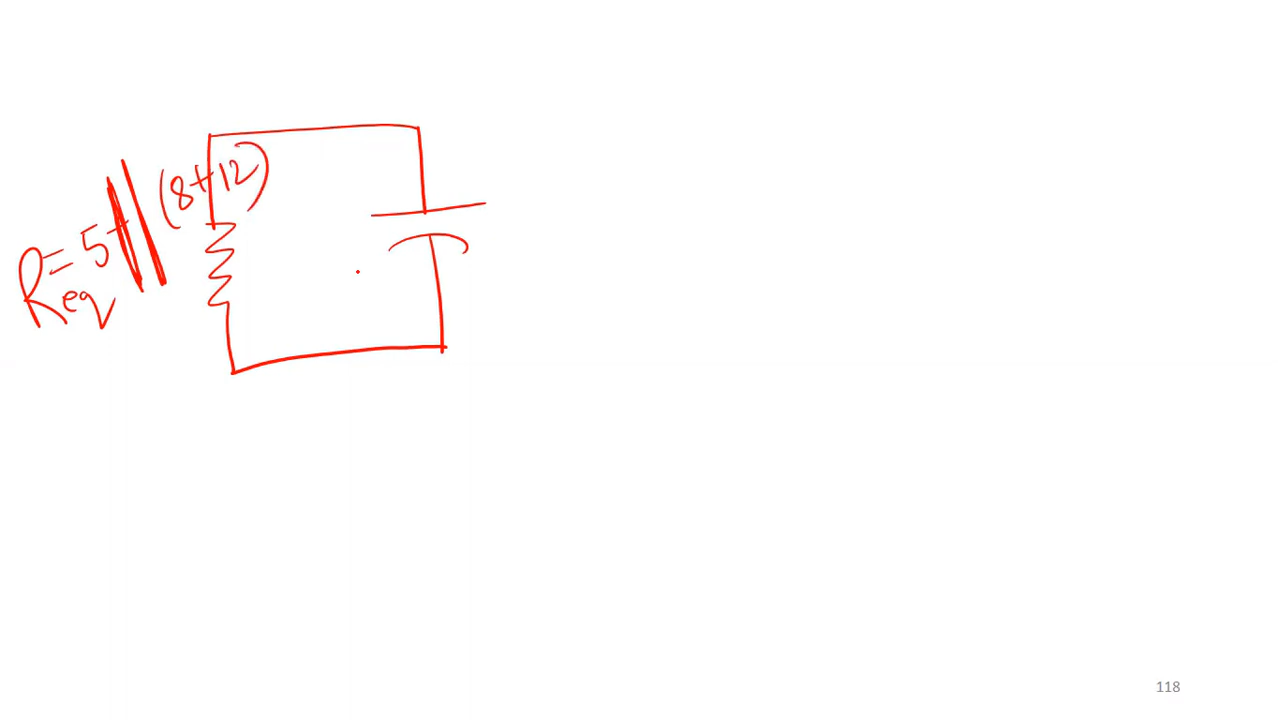 Req = 5 || (8+12)
118